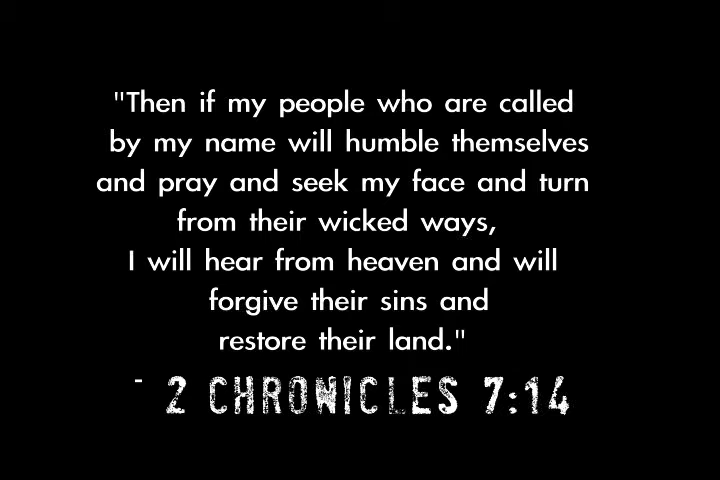 "Then if my people who are called
by my name will humble themselves
and pray and seek my face and turn
from their wicked ways,
I will hear from heaven and will
forgive their sins and
restore their land."
- 2 CHRONICLES 7:14